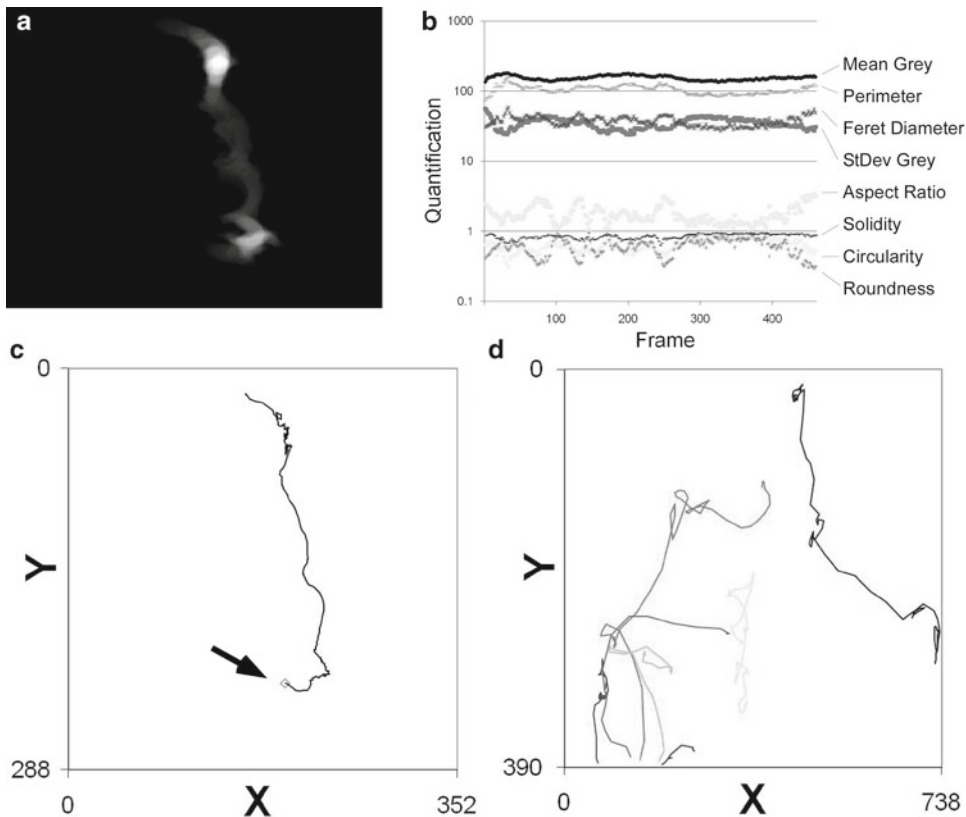 a
b
1000
100
10
1
0.1
Quantification
100
200
300
400
Frame
Mean Grey
Perimeter
Feret Diameter
StDev Grey
Aspect Ratio
Solidity
Circularity
Roundness
c
0
Y
288
0
X
352
d
0
Y
390
0
X
738